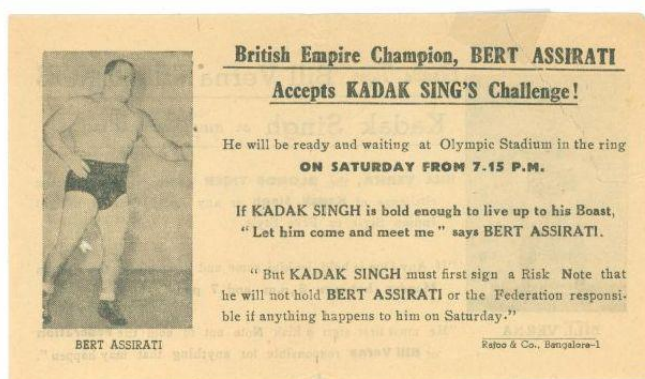 British Empire Champion, BERT ASSIRATI
Accepts KADAK SING'S Challenge!
He will be ready and waiting at Olympic Stadium in the ring
ON SATURDAY FROM 7-15 P.M.
If KADAK SINGH is bold enough to live up to his Boast,
" Let him come and meet me " says BERT ASSIRATI.
" But KADAK SINGH must first sign a Risk Note that
he will not hold BERT ASSIRATI or the Federation responsi-
ble if anything happens to him on Saturday."
BERT ASSIRATI
& Co., Bangalore-1